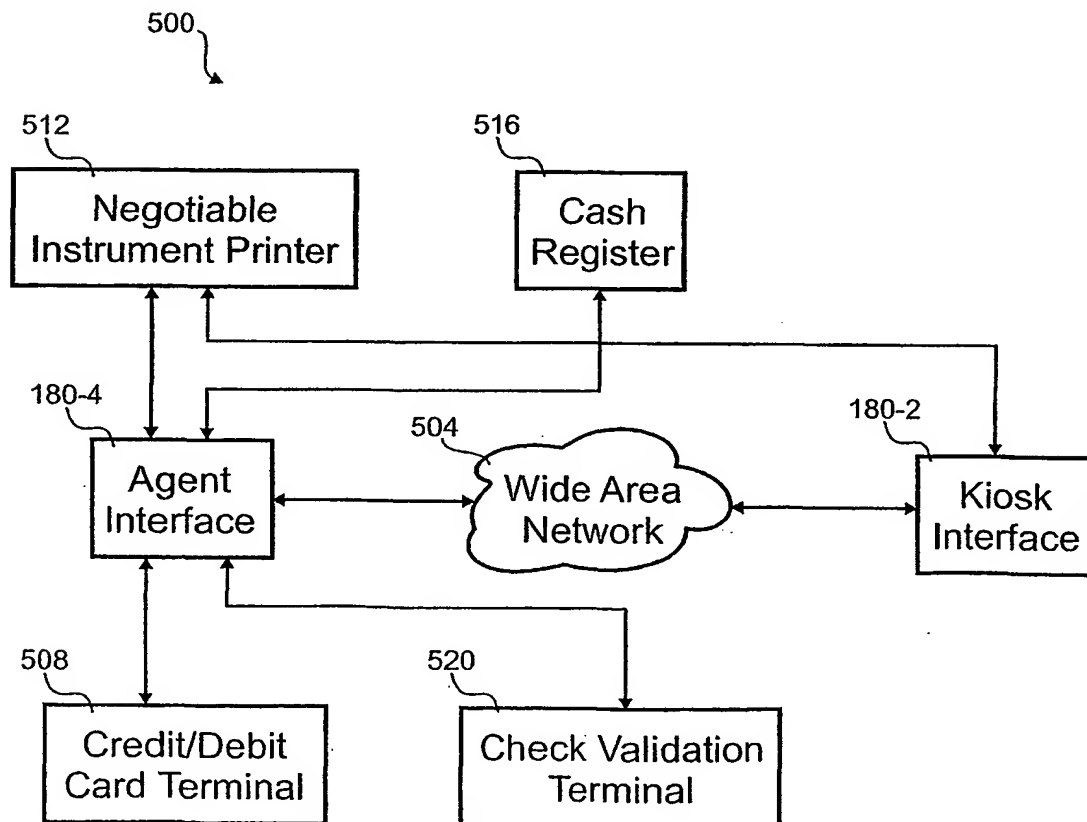 500
512
516
Negotiable
Instrument Printer
Cash
Register
180-4
504
180-2
Agent
Interface
Wide Area
Network
Kiosk
Interface
508
520
Credit/Debit
Card Terminal
Check Validation
Terminal